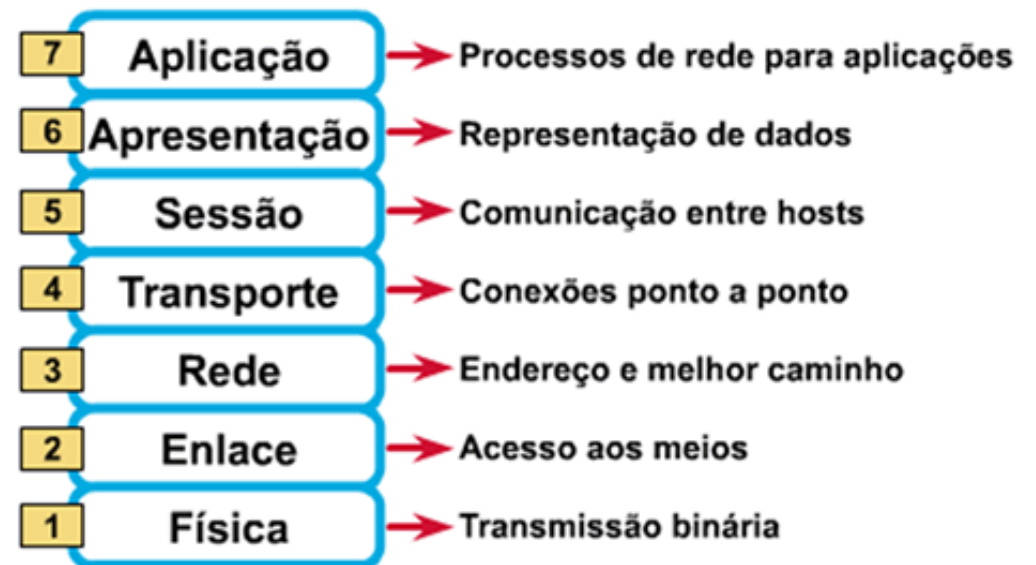 7 Aplicação Processos de rede para aplicações
6 Apresentação Representação de dados
5 Sessão Comunicação entre hosts
4 Transporte Conexões ponto a ponto
3 Rede Endereço e melhor caminho
2 Enlace Acesso aos meios
1 Física Transmissão binária